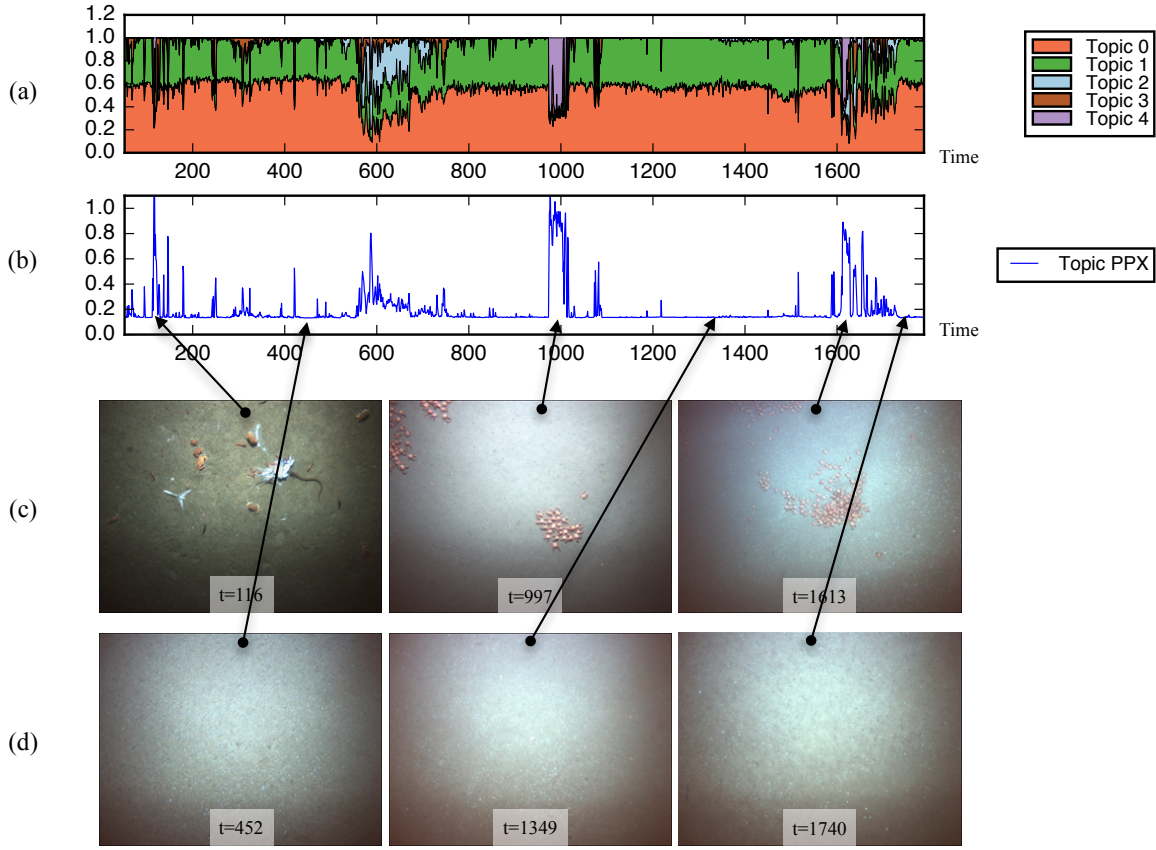 (a)
1.2
1.0
0.8
0.6
0.4
0.2
0.0
200 400 600 800 1000 1200 1400 1600
Time
Topic 0
Topic 1
Topic 2
Topic 3
Topic 4
(b)
1.0
0.8
0.6
0.4
0.2
0.0
200 400 600 800 1000 1200 1400 1600
Time
Topic PPX
(c)
t=116
t=997
t=1613
(d)
t=452
t=1349
t=1740